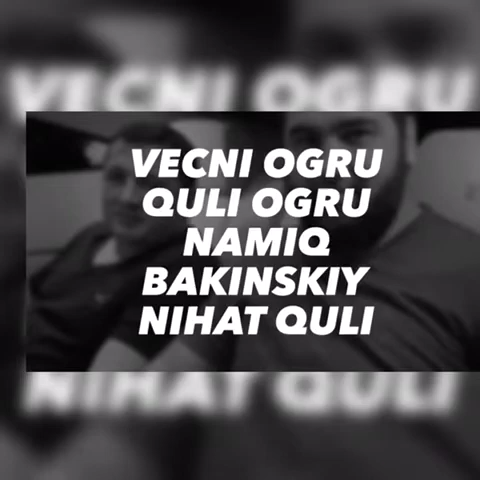 VECNI OGRU
QULI OGRU
NAMIQ
BAKINSKIY
NIHAT QULI